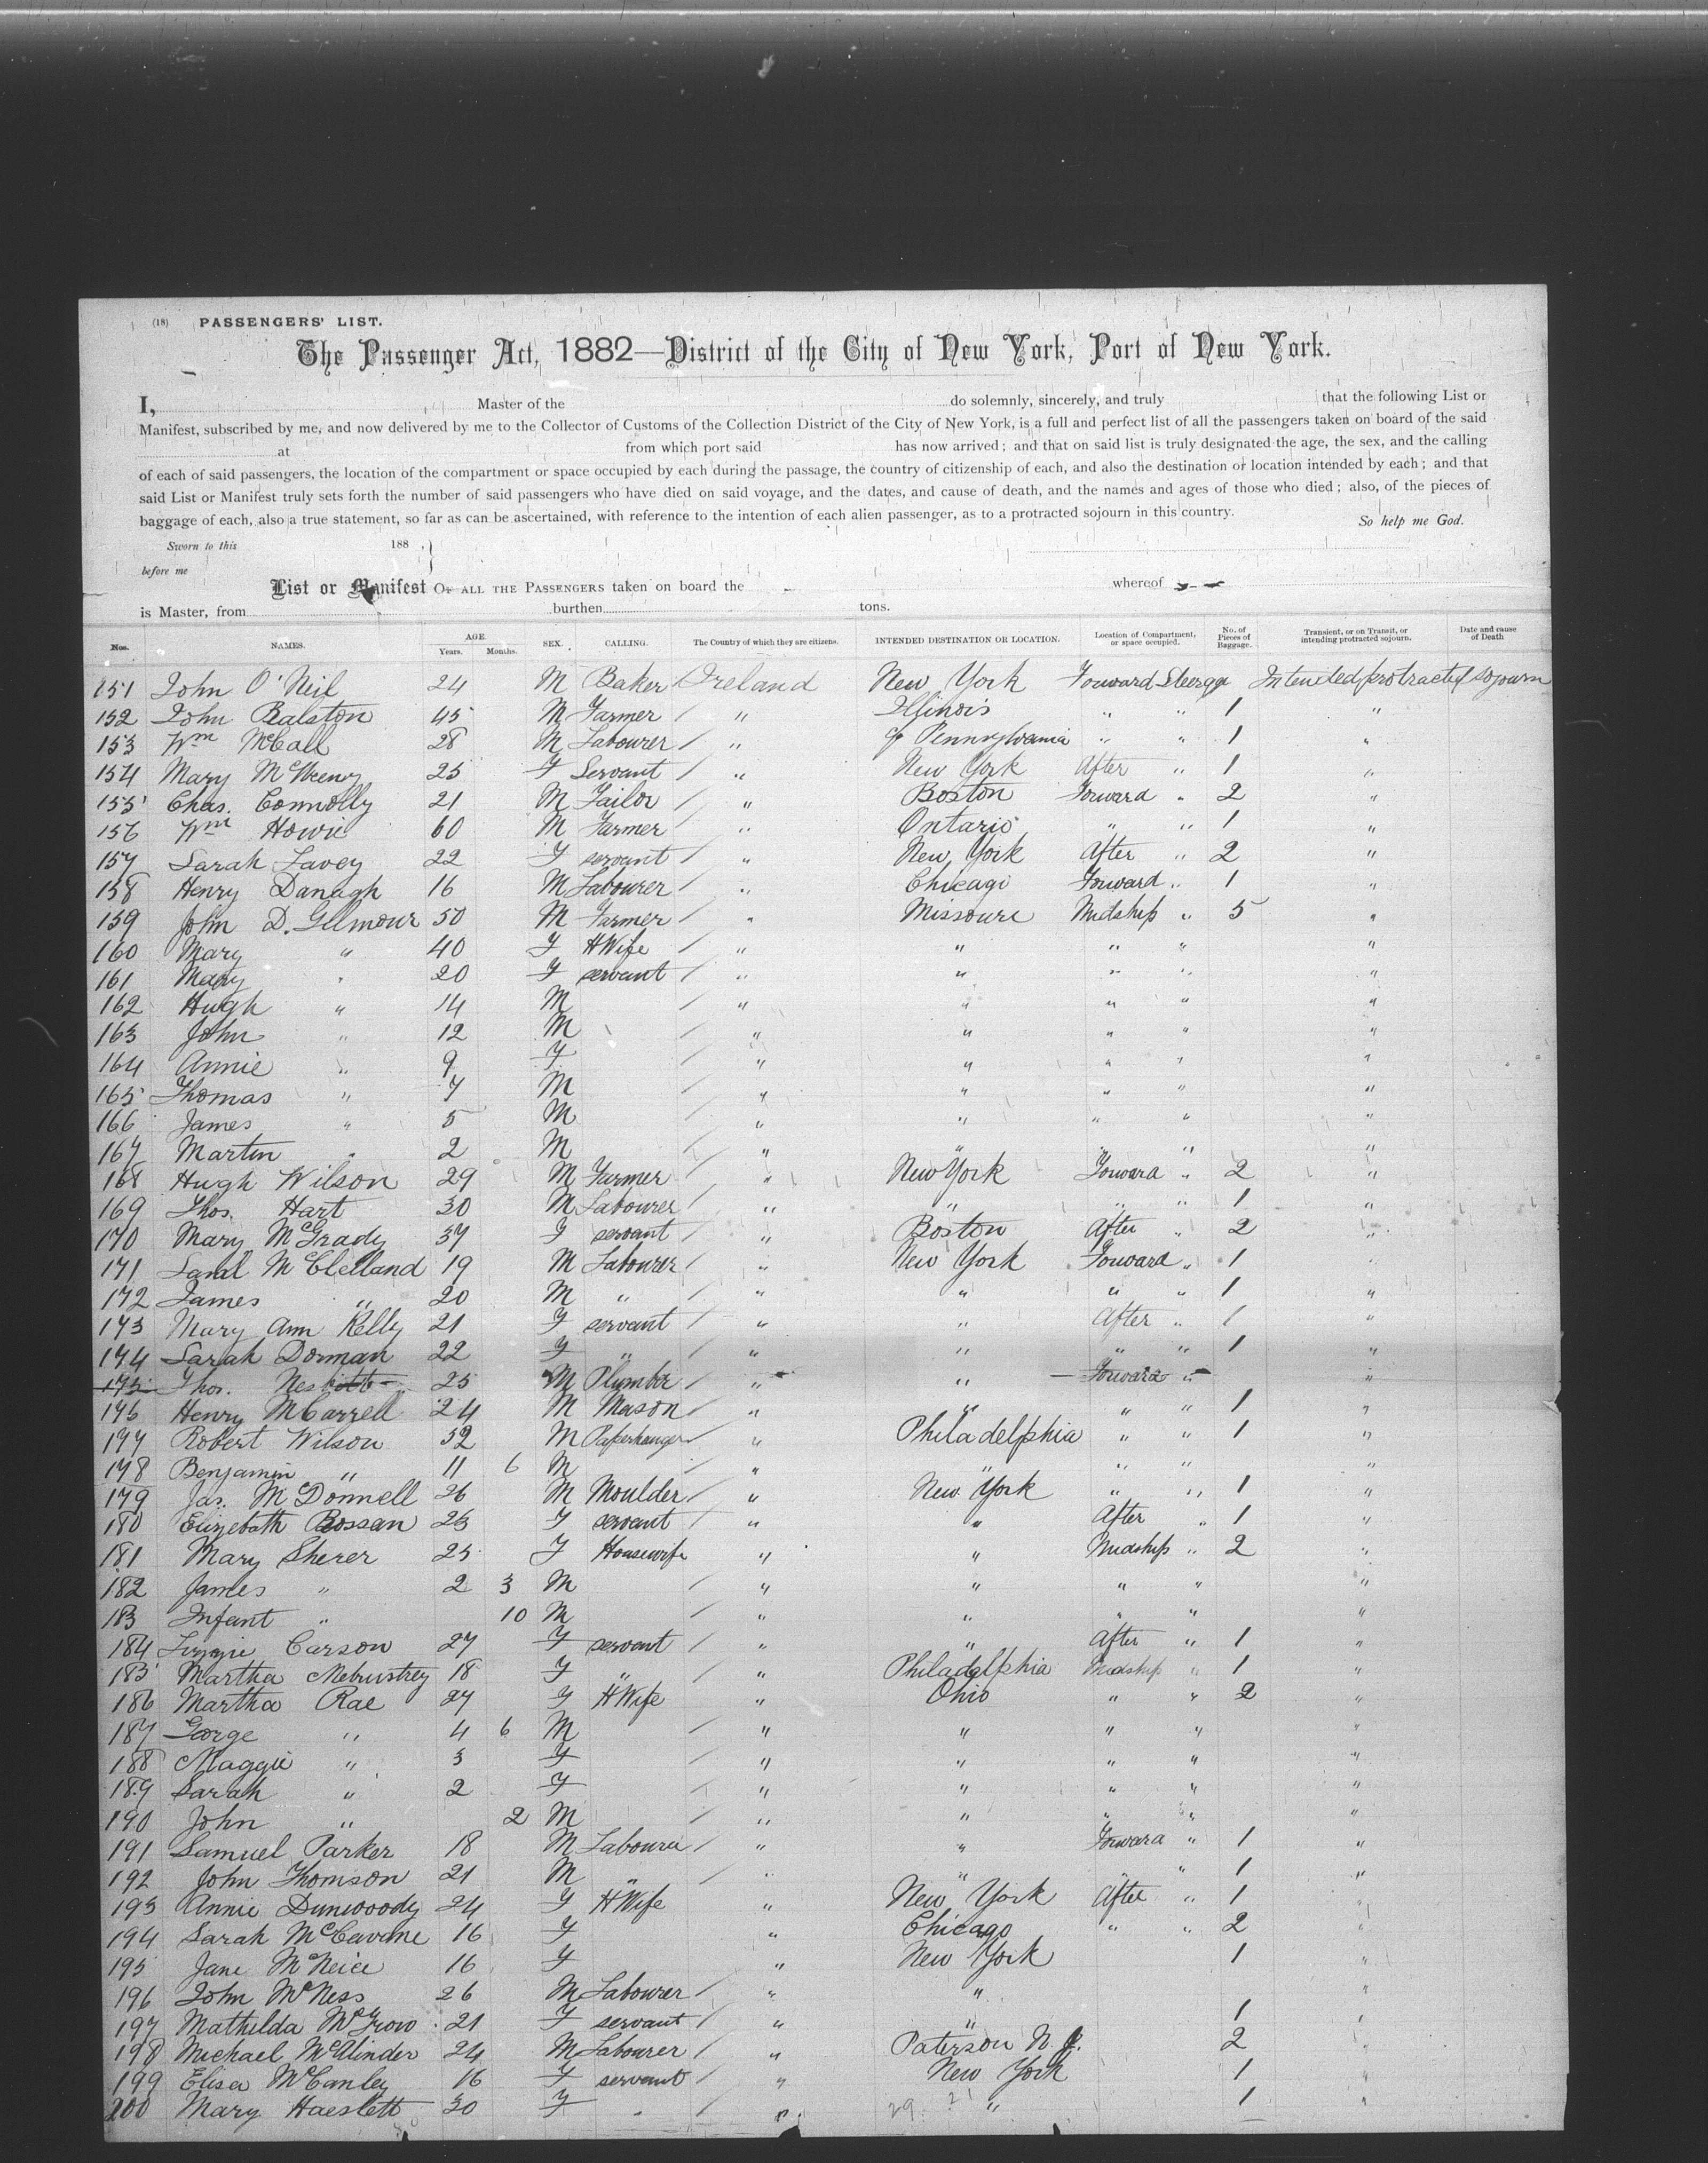 (18) PASSENGERS' LIST.
The Passenger Act, 1882—District of the City of New York, Port of New York.
I, Master of the do solemnly, sincerely, and truly that the following List or
Manifest, subscribed by me, and now delivered by me to the Collector of Customs of the Collection District of the City of New York, is a full and perfect list of all the passengers taken on board of the said
at from which port said has now arrived; and that on said list is truly designated the age, the sex, and the calling
of each of said passengers, the location of the compartment or space occupied by each during the passage, the country of citizenship of each, and also the destination or location intended by each; and that
said List or Manifest truly sets forth the number of said passengers who have died on said voyage, and the dates, and cause of death, and the names and ages of those who died; also, of the pieces of
baggage of each, also a true statement, so far as can be ascertained, with reference to the intention of each alien passenger, as to a protracted sojourn in this country. So help me God.
Sworn to this 188 ,
before me
List or Manifest OF ALL THE PASSENGERS taken on board the whereof
is Master, from burthen tons.
Nos. NAMES. AGE. Years. Months. SEX. CALLING. The Country of which they are citizens. INTENDED DESTINATION OR LOCATION. Location of Compartment, or space occupied. No. of Pieces of Baggage. Transient, or on Transit, or intending protracted sojourn. Date and cause of Death
151 John O'Neil 24 M Baker / Ireland New York Forward Steerage Intended protracted sojourn
152 John Ralston 45 M Farmer / " Illinois " " 1 "
153 Wm McCall 28 M Labourer / " Pennsylvania " " 1 "
154 Mary 25 F Servant / " New York After " 1 "
155 Chas. Connolly 21 M Tailor / " Boston Forward " 2 "
156 Wm Howie 60 M Farmer / " Ontario " " 1 "
157 Sarah Lavey 22 F servant / " New York After " 2 "
158 Henry Danagh 16 M Labourer / " Chicago Forward " 1 "
159 John D. Gilmour 50 M Farmer / " Missouri Midship " 5 "
160 Mary " 40 F H Wife / " " " " "
161 Mary " 20 F servant / " " " " "
162 Hugh " 14 M / " " " " "
163 John " 12 M / " " " " "
164 Annie " 9 F / " " " " "
165 Thomas " 7 M / " " " " "
166 James " 5 M / " " " " "
167 Martin " 2 M / " " " " "
168 Hugh Wilson 29 M Farmer / " New York Forward " 2 "
169 Thos. Hart 30 M Labourer / " " " " 1 "
170 Mary McGrady 37 F servant / " Boston After " 2 "
171 Saml McClelland 19 M Labourer / " New York Forward " 1 "
172 James " 20 M " / " " " " 1 "
173 Mary Ann Kelly 21 F servant / " " After " 1 "
174 Sarah Dorman 22 F " / " " " " 1 "
175 Thos. Nesbitt 25 M Plumber / " " Forward " "
176 Henry McCarrell 24 M Mason / " " " " 1 "
177 Robert Wilson 52 M Paperhanger / " Philadelphia " " 1 "
178 Benjamin " 11 6 M / " " " " "
179 Jas. McDonnell 26 M Moulder / " New York " " 1 "
180 Elizebath 23 F servant / " " After " 1 "
181 Mary Sherer 25 F Housewife " " Midship " 2 "
182 James " 2 3 M / " " " " "
183 Infant " 10 M / " " " " "
184 Lizzie Carson 27 F servant / " " After " 1 "
185 Martha 18 F " / " Philadelphia Midship " 1 "
186 Martha Rae 27 F H Wife " Ohio " " 2 "
187 George " 4 6 M / " " " " "
188 Maggie " 3 F / " " " " "
189 Sarah " 2 F / " " " " "
190 John " 2 M / " " " " "
191 Samuel Parker 18 M Labourer / " " Forward " 1 "
192 John Thomson 21 M " / " " " " 1 "
193 Annie Dunwoody 24 F H Wife " New York After " 1 "
194 Sarah 16 F " Chicago " " 2 "
195 Jane McNeice 16 F " New York 1 "
196 John McNess 26 M Labourer / " " "
197 Mathilda McGrow 21 F servant / " " 1 "
198 Michael McAlinder 24 M Labourer / " Paterson N.J. 2 "
199 Elisa McCanley 16 F servant / " New York 1 "
200 Mary Haeslett 30 F " / " " 1 "
29 21